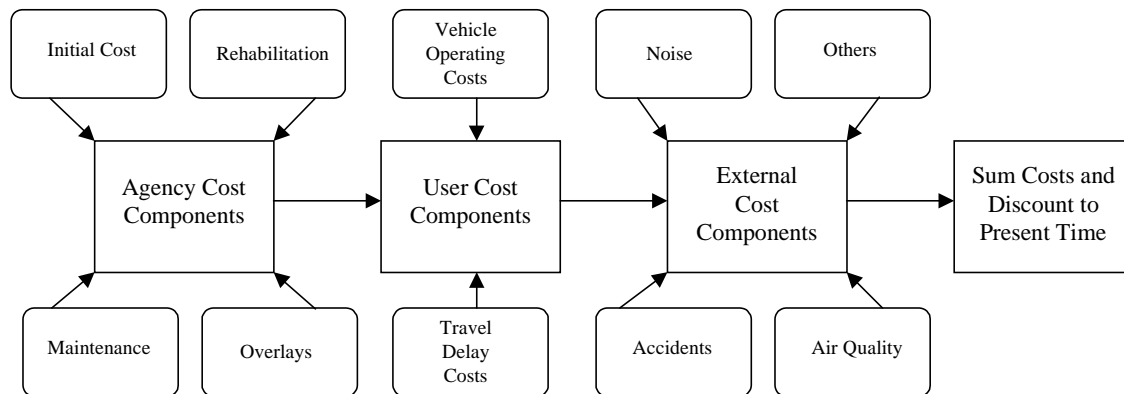 Initial Cost
Rehabilitation
Vehicle
Operating
Costs
Noise
Others
Agency Cost
Components
User Cost
Components
External
Cost
Components
Sum Costs and
Discount to
Present Time
Maintenance
Overlays
Travel
Delay
Costs
Accidents
Air Quality